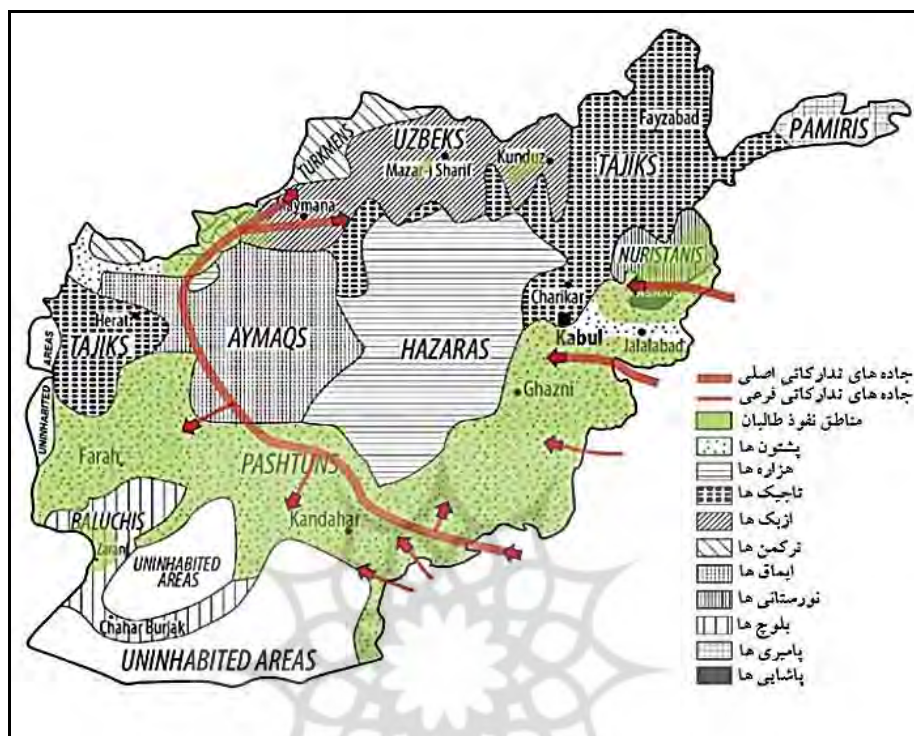 UZBEKS
TURKMENS
Mazar-i Sharif
Kunduz
Fayzabad
TAJIKS
PAMIRIS
NURISTANIS
Charikar
Kabul
Jalalabad
Herat
TAJIKS
AYMAQS
HAZARAS
Ghazni
UNINHABITED AREAS
AREAS
Farah
PASHTUNS
Kandahar
BALUCHIS
UNINHABITED
AREAS
Chahar Burjak
UNINHABITED AREAS
جاده های تدارکاتی اصلی
جاده های تدارکاتی فرعی
مناطق نفوذ طالبان
پشتون ها
هزاره ها
تاجیک ها
ازبک ها
ترکمن ها
ایماق ها
نورستانی ها
بلوچ ها
پامیری ها
پاشایی ها